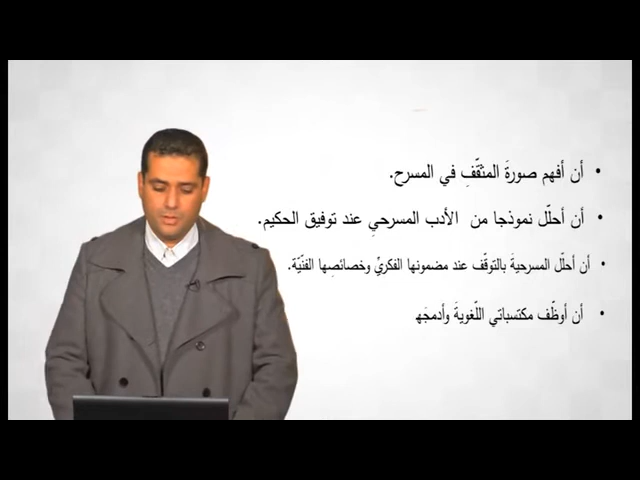 • أن أفهم صورةَ المثقّفِ في المسرح.
• أن أحلّل نموذجا من الأدب المسرحيِ عند توفيق الحكيم.
• أن أحلّل المسرحيةَ بالتوقّف عند مضمونها الفكريِّ وخصائصِها الفنّيّة.
• أن أوظّف مكتسباتي اللّغويةَ وأدمجَها